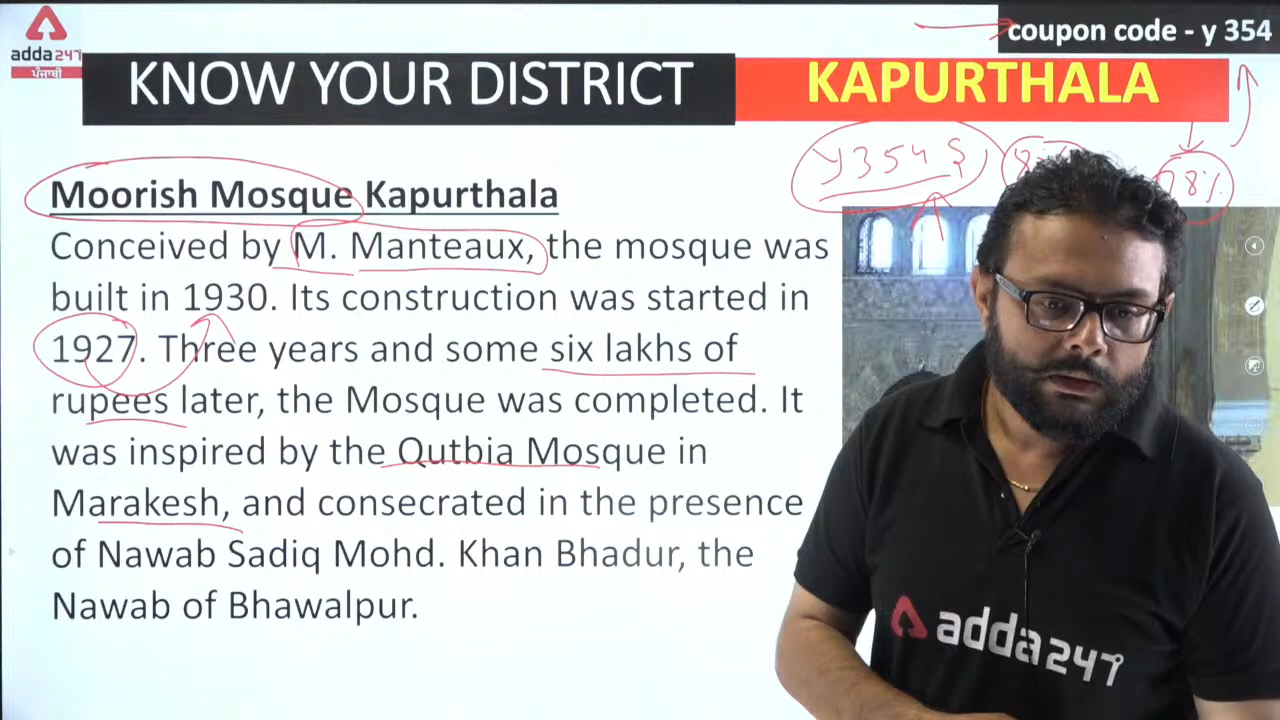 adda247
ਪੰਜਾਬੀ
coupon code - y 354
KNOW YOUR DISTRICT
KAPURTHALA
Y354
78%
Moorish Mosque Kapurthala
Conceived by M. Manteaux, the mosque was
built in 1930. Its construction was started in
1927. Three years and some six lakhs of
rupees later, the Mosque was completed. It
was inspired by the Qutbia Mosque in
Marakesh, and consecrated in the presence
of Nawab Sadiq Mohd. Khan Bhadur, the
Nawab of Bhawalpur.
adda247